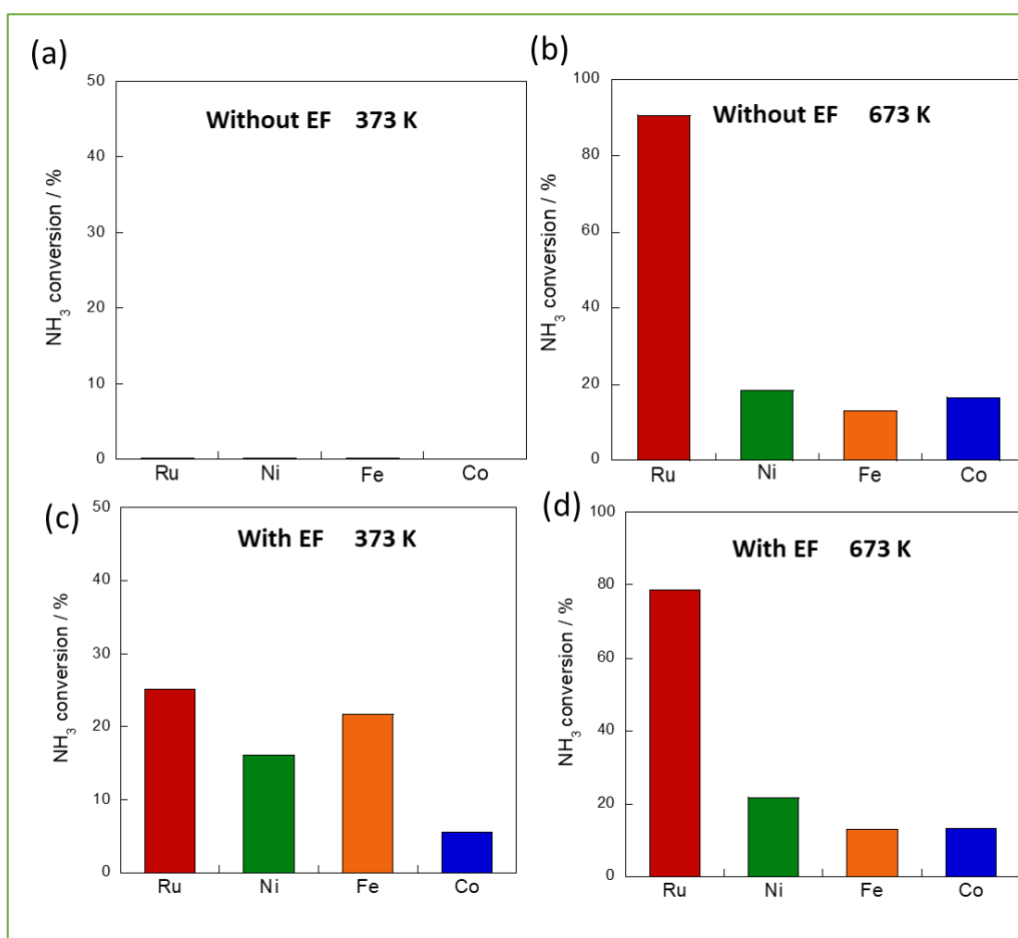 (a)
Without EF 373 K
NH₃ conversion / %
50
40
30
20
10
0
Ru Ni Fe Co
(b)
Without EF 673 K
NH₃ conversion / %
100
80
60
40
20
0
Ru Ni Fe Co
(c)
With EF 373 K
NH₃ conversion / %
50
40
30
20
10
0
Ru Ni Fe Co
(d)
With EF 673 K
NH₃ conversion / %
100
80
60
40
20
0
Ru Ni Fe Co